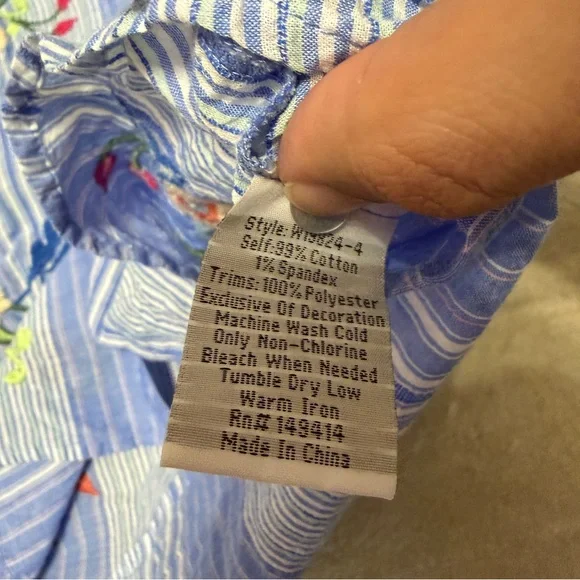 Style: W19824-4
Self:99% Cotton
1% Spandex
Trims:100% Polyester
Exclusive Of Decoration
Machine Wash Cold
Only Non-Chlorine
Bleach When Needed
Tumble Dry Low
Warm Iron
Rn# 149414
Made In China